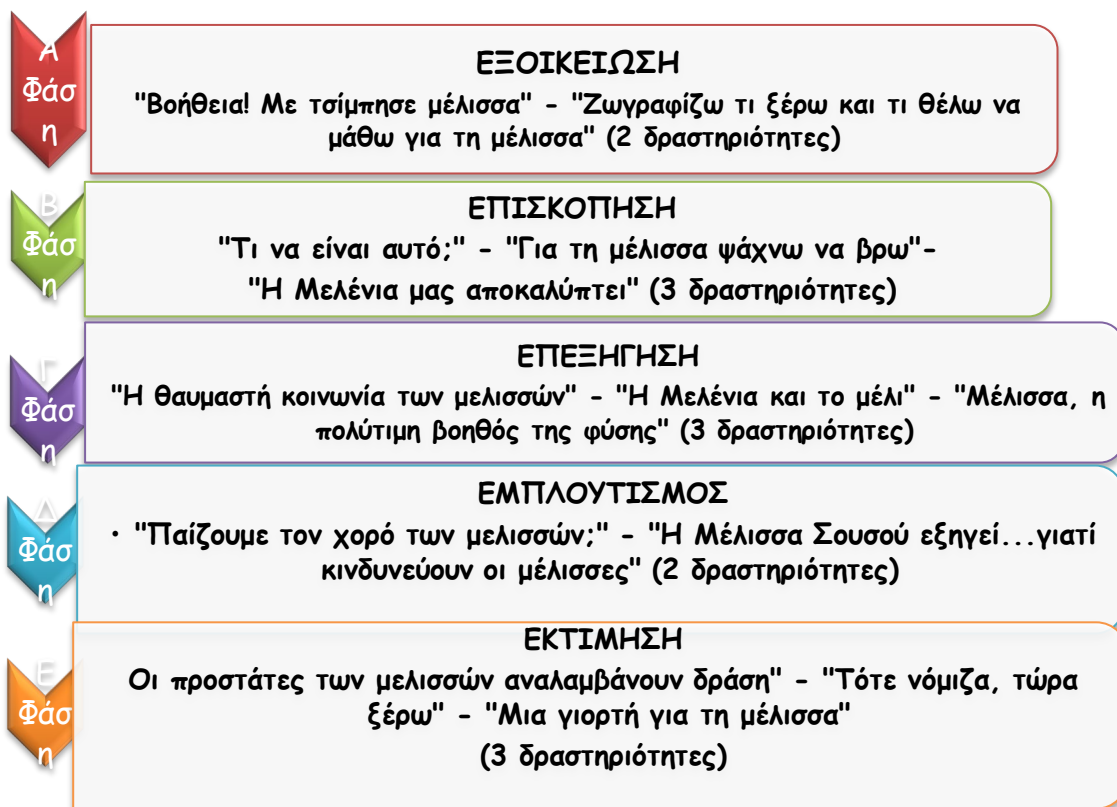 Α
Φάσ
η
ΕΞΟΙΚΕΙΩΣΗ
"Βοήθεια! Με τσίμπησε μέλισσα" - "Ζωγραφίζω τι ξέρω και τι θέλω να
μάθω για τη μέλισσα" (2 δραστηριότητες)
Β
Φάσ
η
ΕΠΙΣΚΟΠΗΣΗ
"Τι να είναι αυτό;" - "Για τη μέλισσα ψάχνω να βρω"-
"Η Μελένια μας αποκαλύπτει" (3 δραστηριότητες)
Γ
Φάσ
η
ΕΠΕΞΗΓΗΣΗ
"Η θαυμαστή κοινωνία των μελισσών" - "Η Μελένια και το μέλι" - "Μέλισσα, η
πολύτιμη βοηθός της φύσης" (3 δραστηριότητες)
Δ
Φάσ
η
ΕΜΠΛΟΥΤΙΣΜΟΣ
• "Παίζουμε τον χορό των μελισσών;" - "Η Μέλισσα Σουσού εξηγεί...γιατί
κινδυνεύουν οι μέλισσες" (2 δραστηριότητες)
Ε
Φάσ
η
ΕΚΤΙΜΗΣΗ
Οι προστάτες των μελισσών αναλαμβάνουν δράση" - "Τότε νόμιζα, τώρα
ξέρω" - "Μια γιορτή για τη μέλισσα"
(3 δραστηριότητες)